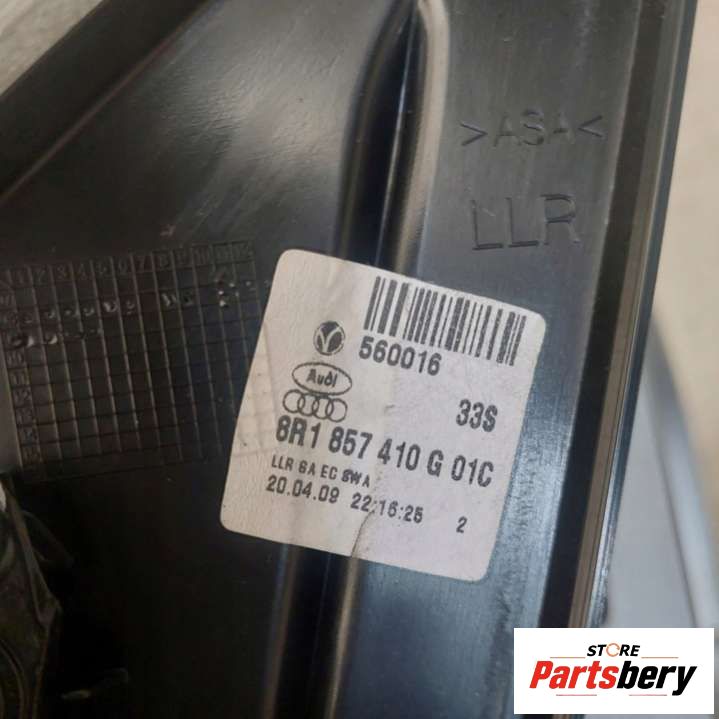 >ASA<
LLR
560016
Audi
33S
8R1 857 410 G 01C
LLR SA EC SWA
20.04.09 22:16:25 2
STORE
Partsbery